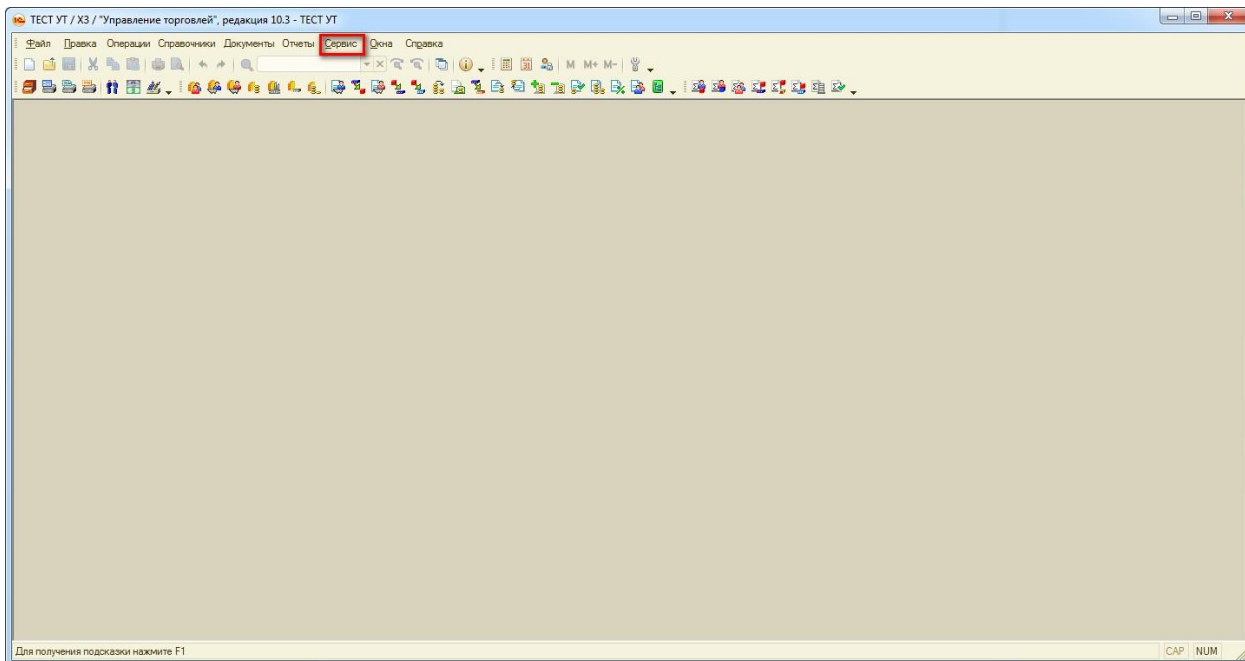 ТЕСТ УТ / ХЗ / "Управление торговлей", редакция 10.3 - ТЕСТ УТ
Файл Правка Операции Справочники Документы Отчеты Сервис Окна Справка
M M+ M-
Для получения подсказки нажмите F1 CAP NUM